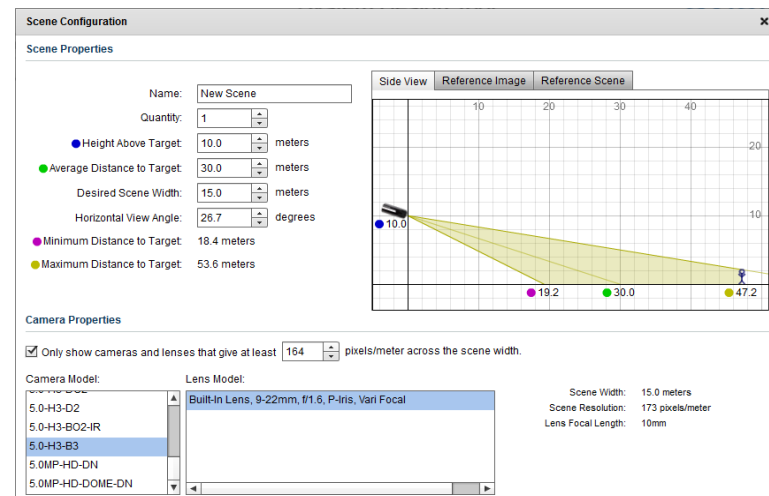 Scene Configuration
Scene Properties
Side View Reference Image Reference Scene
Name: New Scene
Quantity: 1
Height Above Target: 10.0 meters
Average Distance to Target: 30.0 meters
Desired Scene Width: 15.0 meters
Horizontal View Angle: 26.7 degrees
Minimum Distance to Target: 18.4 meters
Maximum Distance to Target: 53.6 meters
10 20 30 40
20
10
10.0
19.2 30.0 47.2
Camera Properties
Only show cameras and lenses that give at least 164 pixels/meter across the scene width.
Camera Model: Lens Model:
5.0-H3-D2
5.0-H3-BO2-IR
5.0-H3-B3
5.0MP-HD-DN
5.0MP-HD-DOME-DN
Built-In Lens, 9-22mm, f/1.6, P-Iris, Vari Focal
Scene Width: 15.0 meters
Scene Resolution: 173 pixels/meter
Lens Focal Length: 10mm